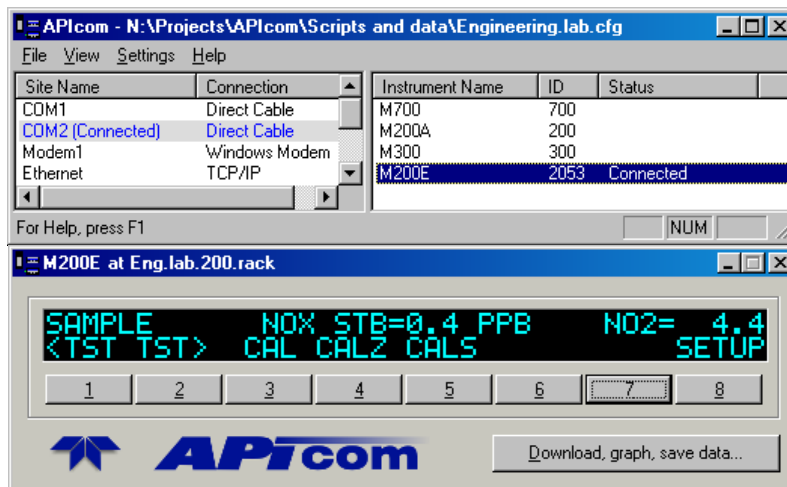 APIcom - N:\Projects\APIcom\Scripts and data\Engineering.lab.cfg
File View Settings Help
Site Name Connection Instrument Name ID Status
COM1 Direct Cable M700 700
COM2 (Connected) Direct Cable M200A 200
Modem1 Windows Modem M300 300
Ethernet TCP/IP M200E 2053 Connected
For Help, press F1 NUM
M200E at Eng.lab.200.rack
SAMPLE NOX STB=0.4 PPB NO2= 4.4
<TST TST> CAL CALZ CALS SETUP
1 2 3 4 5 6 7 8
APIcom Download, graph, save data...